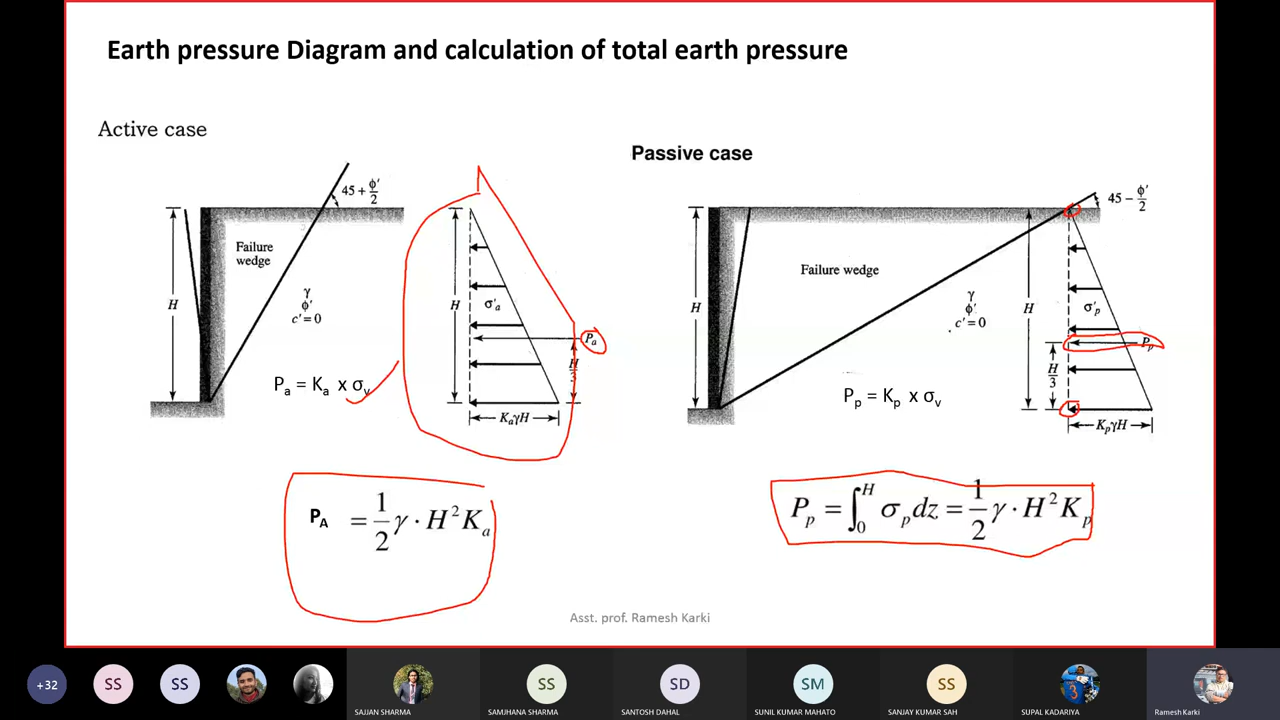 Earth pressure Diagram and calculation of total earth pressure
Active case
Passive case
45 + ϕ'/2
Failure
wedge
γ
ϕ'
c' = 0
H
H
σ'a
Pa
H/3
KaγH
Pa = Ka x σv
PA = 1/2 γ · H² Ka
45 − ϕ'/2
Failure wedge
γ
ϕ'
c' = 0
H
H
σ'p
Pp
H/3
KpγH
Pp = Kp x σv
Pp = ∫₀ᴴ σp dz = 1/2 γ · H² Kp
Asst. prof. Ramesh Karki
+32
SS
SS
SS
SD
SM
SS
3
SAJJAN SHARMA
SAMJHANA SHARMA
SANTOSH DAHAL
SUNIL KUMAR MAHATO
SANJAY KUMAR SAH
SUPAL KADARIYA
Ramesh Karki